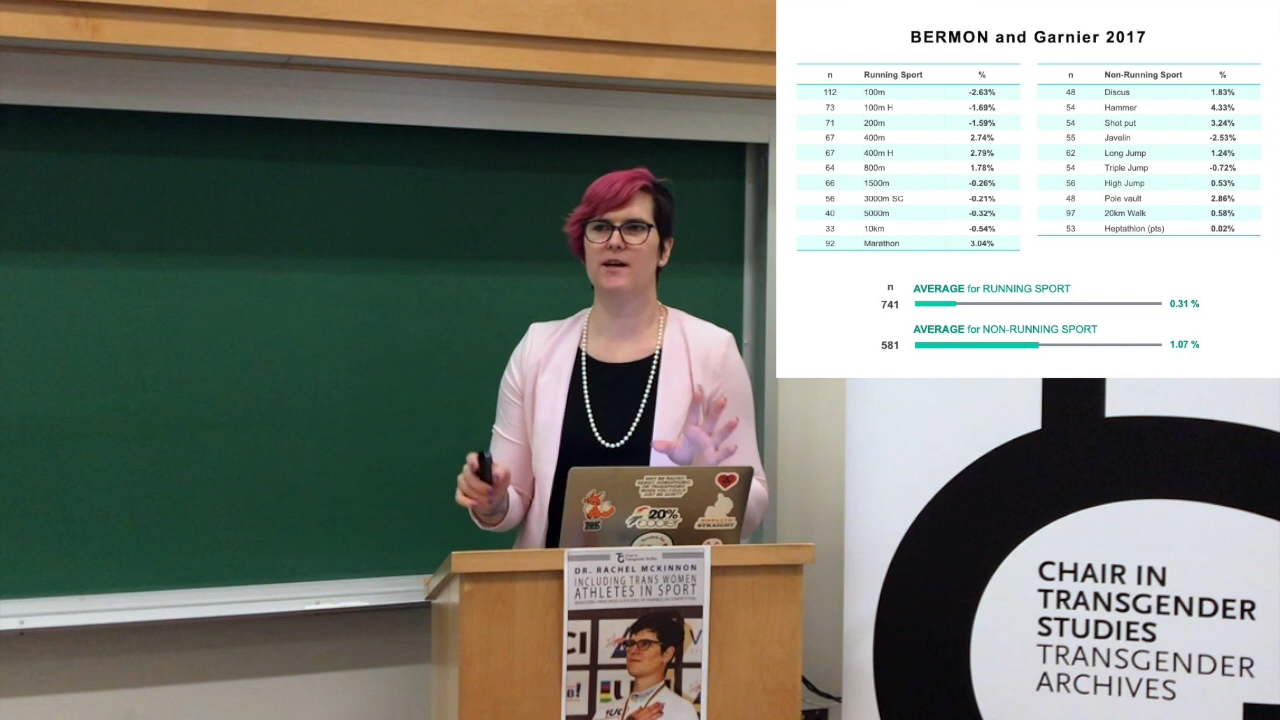 BERMON and Garnier 2017
n Running Sport %
112 100m -2.63%
73 100m H -1.69%
71 200m -1.59%
67 400m 2.74%
67 400m H 2.79%
64 800m 1.78%
66 1500m -0.26%
56 3000m SC -0.21%
40 5000m -0.32%
33 10km -0.54%
92 Marathon 3.04%
n Non-Running Sport %
48 Discus 1.83%
54 Hammer 4.33%
54 Shot put 3.24%
55 Javelin -2.53%
62 Long Jump 1.24%
54 Triple Jump -0.72%
56 High Jump 0.53%
48 Pole vault 2.86%
97 20km Walk 0.58%
53 Heptathlon (pts) 0.02%
n AVERAGE for RUNNING SPORT
741 0.31 %
AVERAGE for NON-RUNNING SPORT
581 1.07 %
20%
COOLER
TOTALLY
STRAIGHT
DR. RACHEL MCKINNON
INCLUDING TRANS WOMEN
ATHLETES IN SPORT
CHAIR IN
TRANSGENDER
STUDIES
TRANSGENDER
ARCHIVES